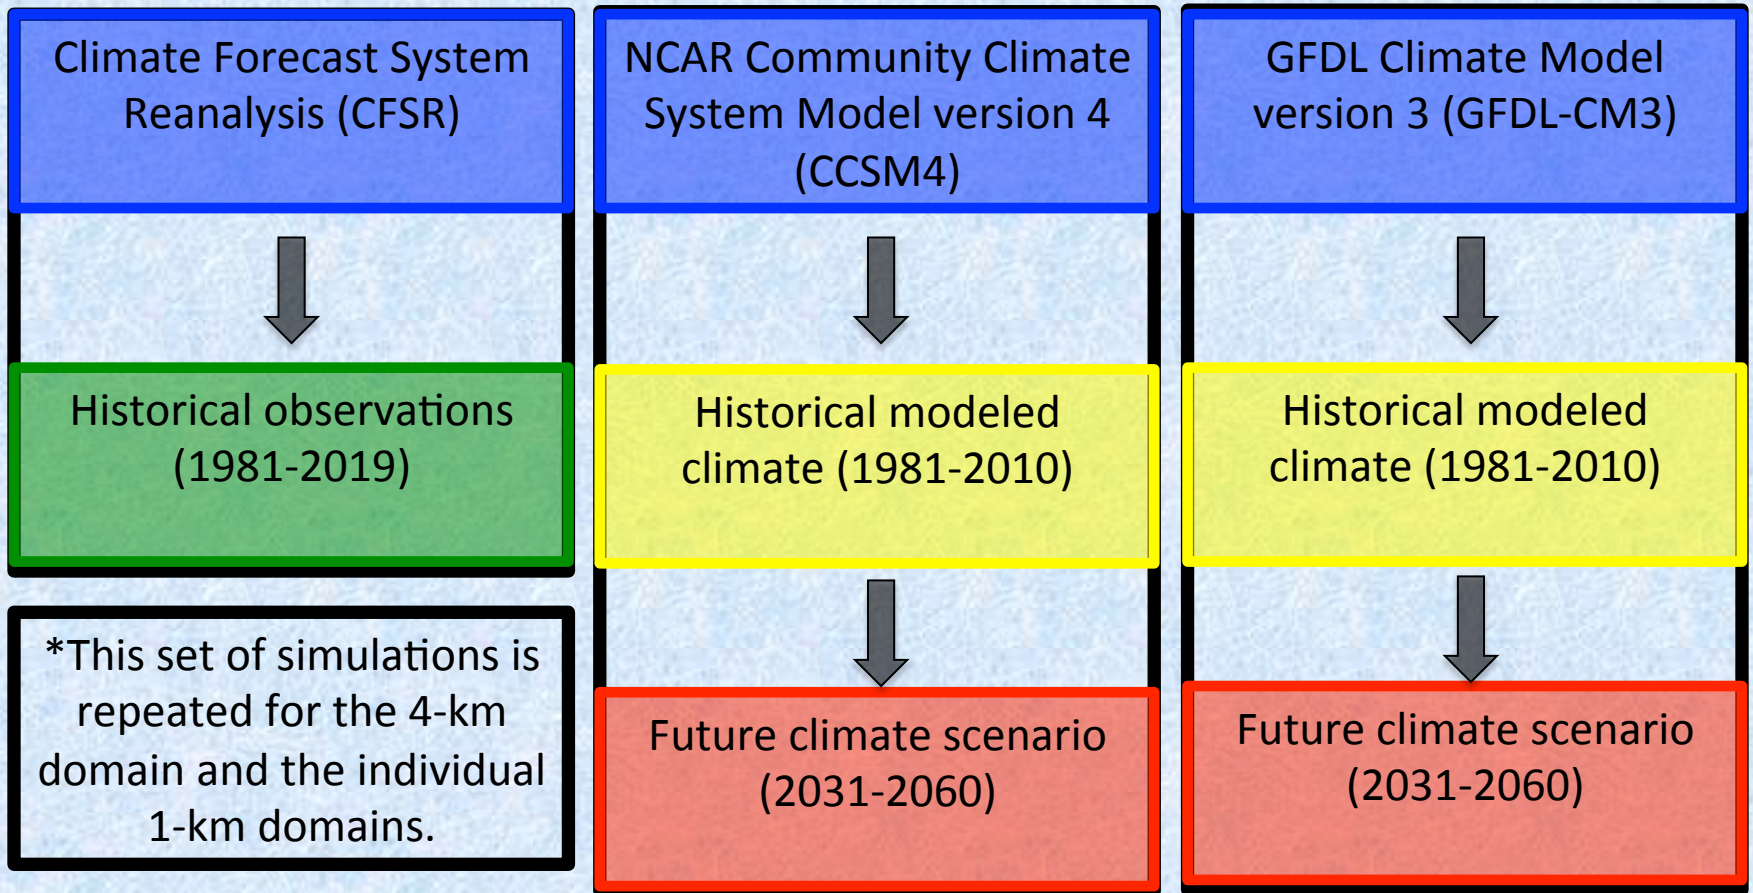 Climate Forecast System
Reanalysis (CFSR)
Historical observations
(1981-2019)
*This set of simulations is
repeated for the 4-km
domain and the individual
1-km domains.
NCAR Community Climate
System Model version 4
(CCSM4)
Historical modeled
climate (1981-2010)
Future climate scenario
(2031-2060)
GFDL Climate Model
version 3 (GFDL-CM3)
Historical modeled
climate (1981-2010)
Future climate scenario
(2031-2060)